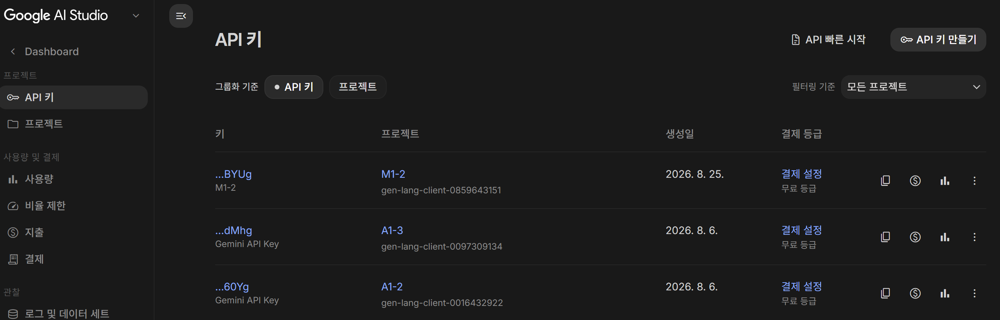 Google AI Studio
Dashboard
프로젝트
API 키
프로젝트
사용량 및 결제
사용량
비율 제한
지출
결제
관찰
로그 및 데이터 세트
API 키
API 빠른 시작
API 키 만들기
그룹화 기준 API 키 프로젝트
필터링 기준 모든 프로젝트
키 프로젝트 생성일 결제 등급
...BYUg M1-2 2026. 8. 25. 결제 설정
M1-2 gen-lang-client-0859643151 무료 등급
...dMhg A1-3 2026. 8. 6. 결제 설정
Gemini API Key gen-lang-client-0097309134 무료 등급
...60Yg A1-2 2026. 8. 6. 결제 설정
Gemini API Key gen-lang-client-0016432922 무료 등급